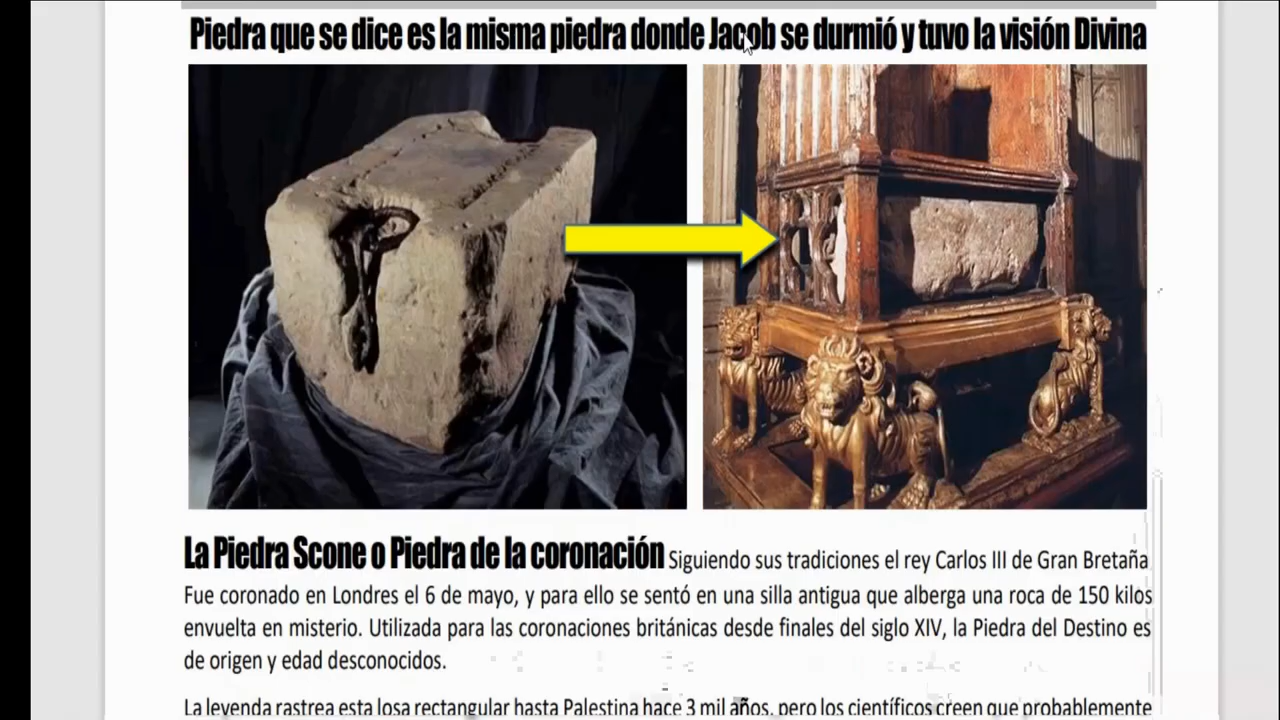 Piedra que se dice es la misma piedra donde Jacob se durmió y tuvo la visión Divina
La Piedra Scone o Piedra de la coronación Siguiendo sus tradiciones el rey Carlos III de Gran Bretaña
Fue coronado en Londres el 6 de mayo, y para ello se sentó en una silla antigua que alberga una roca de 150 kilos
envuelta en misterio. Utilizada para las coronaciones británicas desde finales del siglo XIV, la Piedra del Destino es
de origen y edad desconocidos.
La leyenda rastrea esta losa rectangular hasta Palestina hace 3 mil años, pero los científicos creen que probablemente